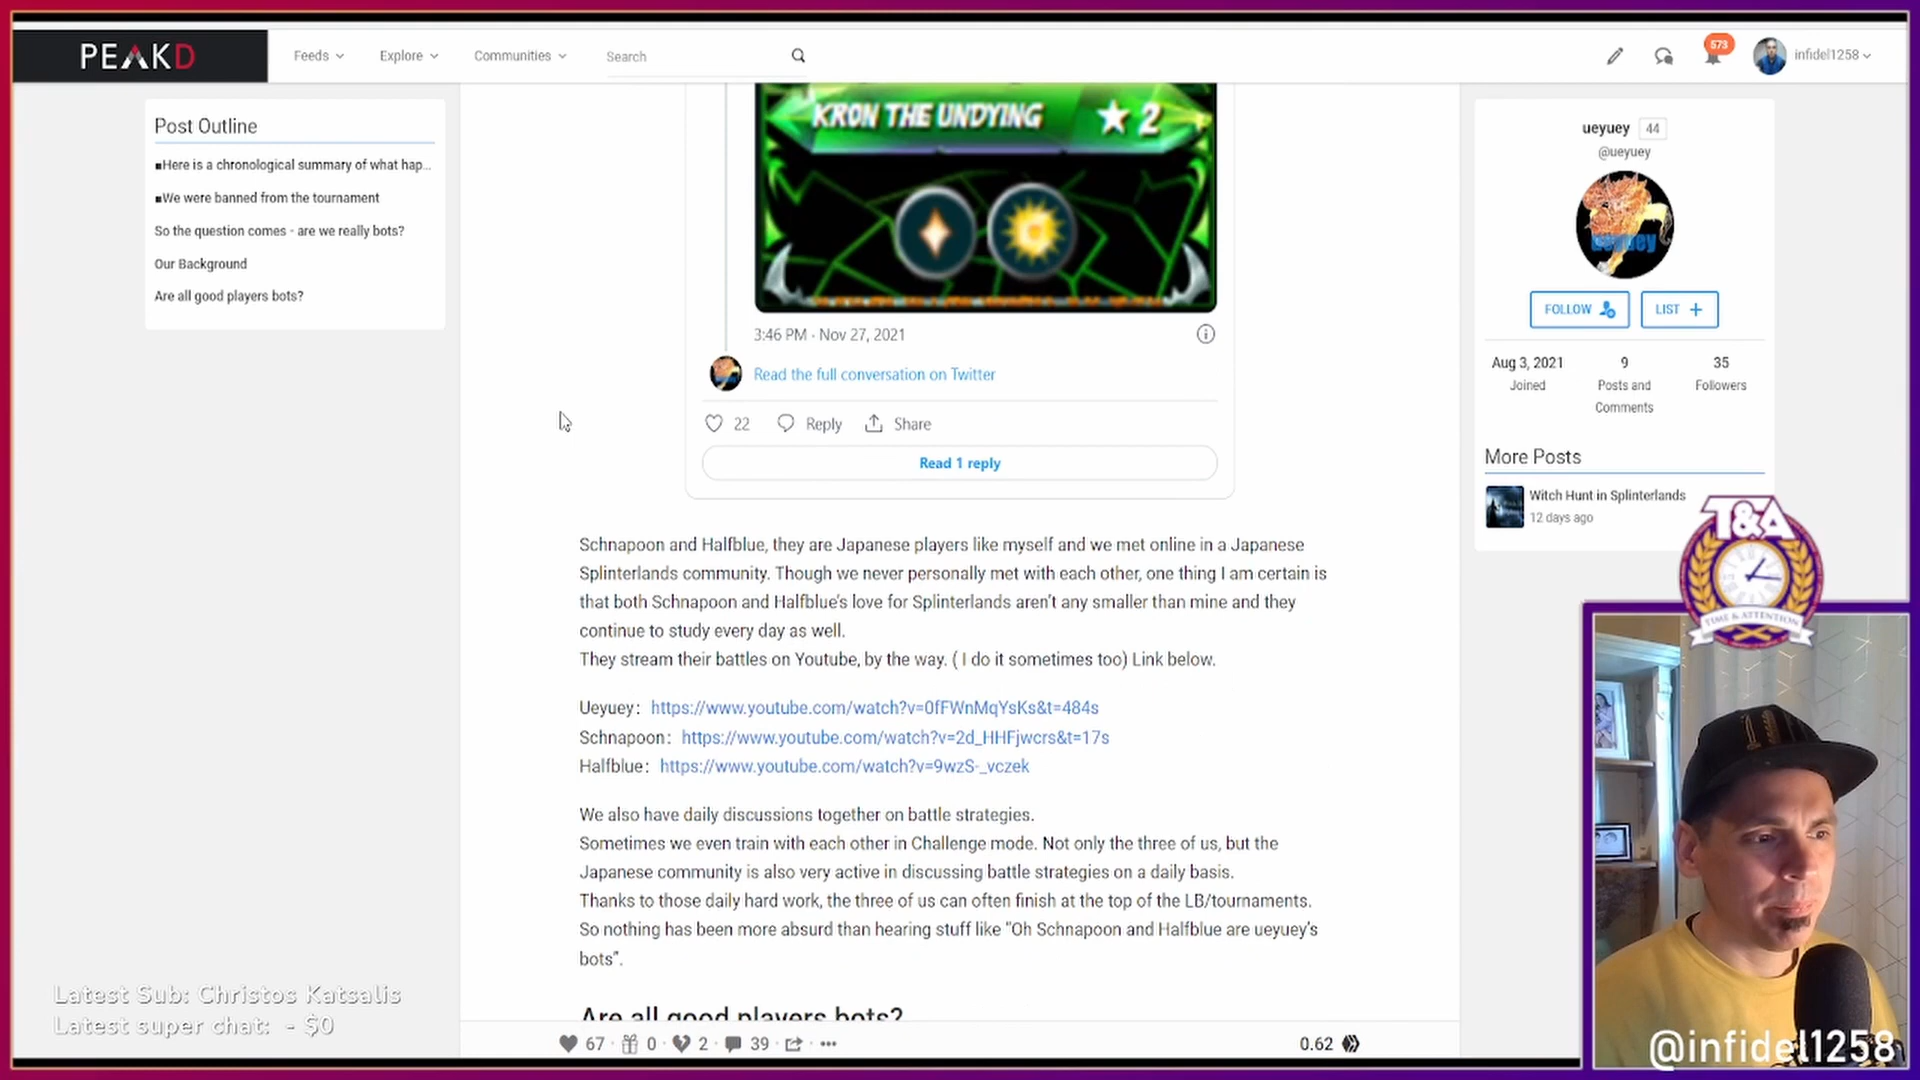 PEAKD
Feeds
Explore
Communities
Search
573
infidel1258
Post Outline
■Here is a chronological summary of what hap...
■We were banned from the tournament
So the question comes - are we really bots?
Our Background
Are all good players bots?
KRON THE UNDYING ★ 2
3:46 PM · Nov 27, 2021
Read the full conversation on Twitter
22 Reply Share
Read 1 reply
Schnapoon and Halfblue, they are Japanese players like myself and we met online in a Japanese
Splinterlands community. Though we never personally met with each other, one thing I am certain is
that both Schnapoon and Halfblue's love for Splinterlands aren't any smaller than mine and they
continue to study every day as well.
They stream their battles on Youtube, by the way. ( I do it sometimes too) Link below.
Ueyuey: https://www.youtube.com/watch?v=0fFWnMqYsKs&t=484s
Schnapoon: https://www.youtube.com/watch?v=2d_HHFjwcrs&t=17s
Halfblue: https://www.youtube.com/watch?v=9wzS-_vczek
We also have daily discussions together on battle strategies.
Sometimes we even train with each other in Challenge mode. Not only the three of us, but the
Japanese community is also very active in discussing battle strategies on a daily basis.
Thanks to those daily hard work, the three of us can often finish at the top of the LB/tournaments.
So nothing has been more absurd than hearing stuff like "Oh Schnapoon and Halfblue are ueyuey's
bots".
Are all good players bots?
67 · 0 · 2 · 39 · · •••
0.62
ueyuey 44
@ueyuey
ueyuey
FOLLOW
LIST +
Aug 3, 2021
Joined
9
Posts and
Comments
35
Followers
More Posts
Witch Hunt in Splinterlands
12 days ago
T&A
TIME & ATTENTION
Latest Sub: Christos Katsalis
Latest super chat: - $0
@infidel1258